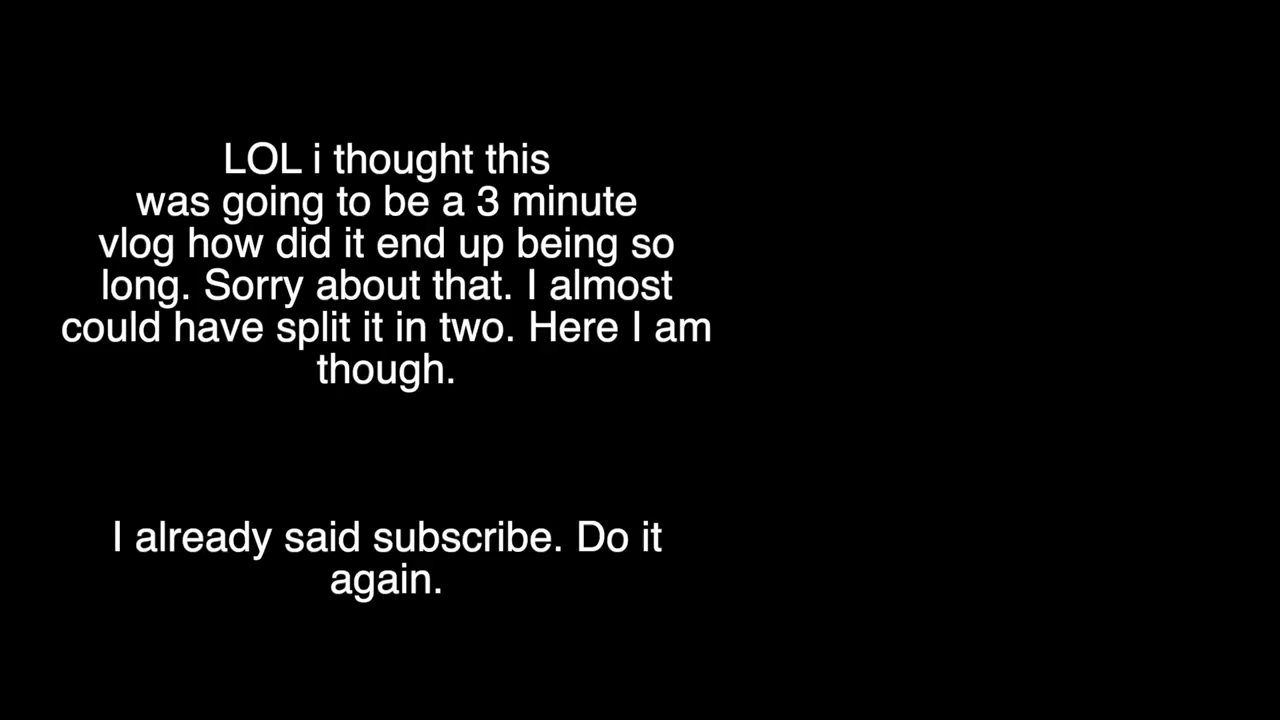 LOL i thought this
was going to be a 3 minute
vlog how did it end up being so
long. Sorry about that. I almost
could have split it in two. Here I am
though.
I already said subscribe. Do it
again.